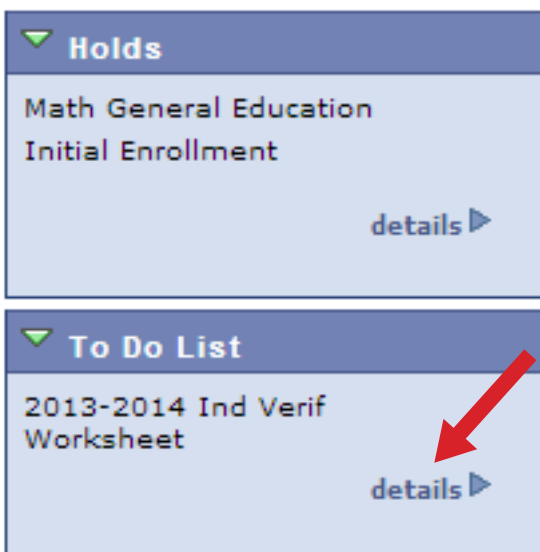 Holds
Math General Education
Initial Enrollment
details
To Do List
2013-2014 Ind Verif
Worksheet
details